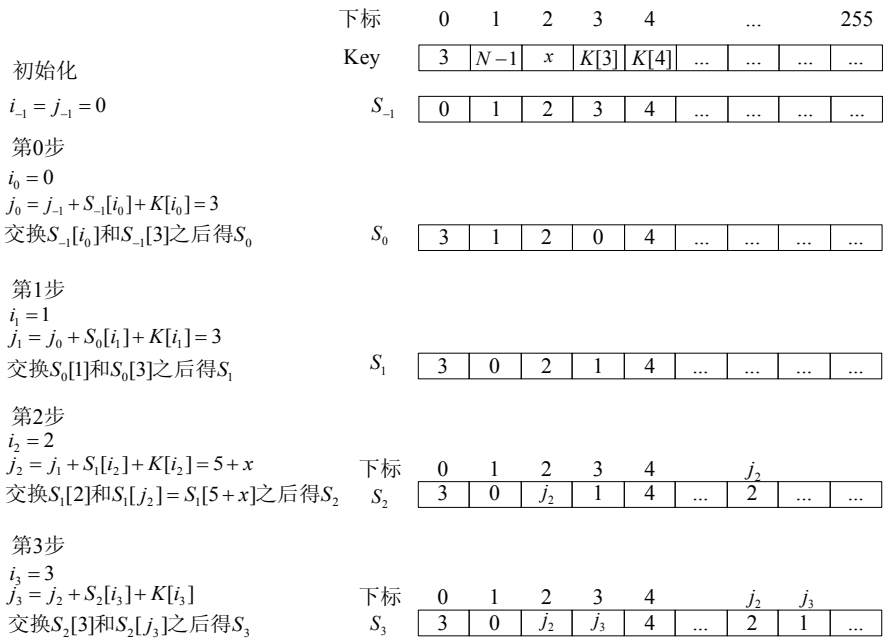 下标 0 1 2 3 4 ... 255
Key 3 N−1 x K[3] K[4] ... ... ... ...
初始化
i₋₁ = j₋₁ = 0 S₋₁ 0 1 2 3 4 ... ... ... ...
第0步
i₀ = 0
j₀ = j₋₁ + S₋₁[i₀] + K[i₀] = 3
交换S₋₁[i₀]和S₋₁[3]之后得S₀ S₀ 3 1 2 0 4 ... ... ... ...
第1步
i₁ = 1
j₁ = j₀ + S₀[i₁] + K[i₁] = 3
交换S₀[1]和S₀[3]之后得S₁ S₁ 3 0 2 1 4 ... ... ... ...
第2步
i₂ = 2
j₂ = j₁ + S₁[i₂] + K[i₂] = 5 + x 下标 0 1 2 3 4 j₂
交换S₁[2]和S₁[j₂] = S₁[5 + x]之后得S₂ S₂ 3 0 j₂ 1 4 ... 2 ... ...
第3步
i₃ = 3
j₃ = j₂ + S₂[i₃] + K[i₃] 下标 0 1 2 3 4 j₂ j₃
交换S₂[3]和S₂[j₃]之后得S₃ S₃ 3 0 j₂ j₃ 4 ... 2 1 ...